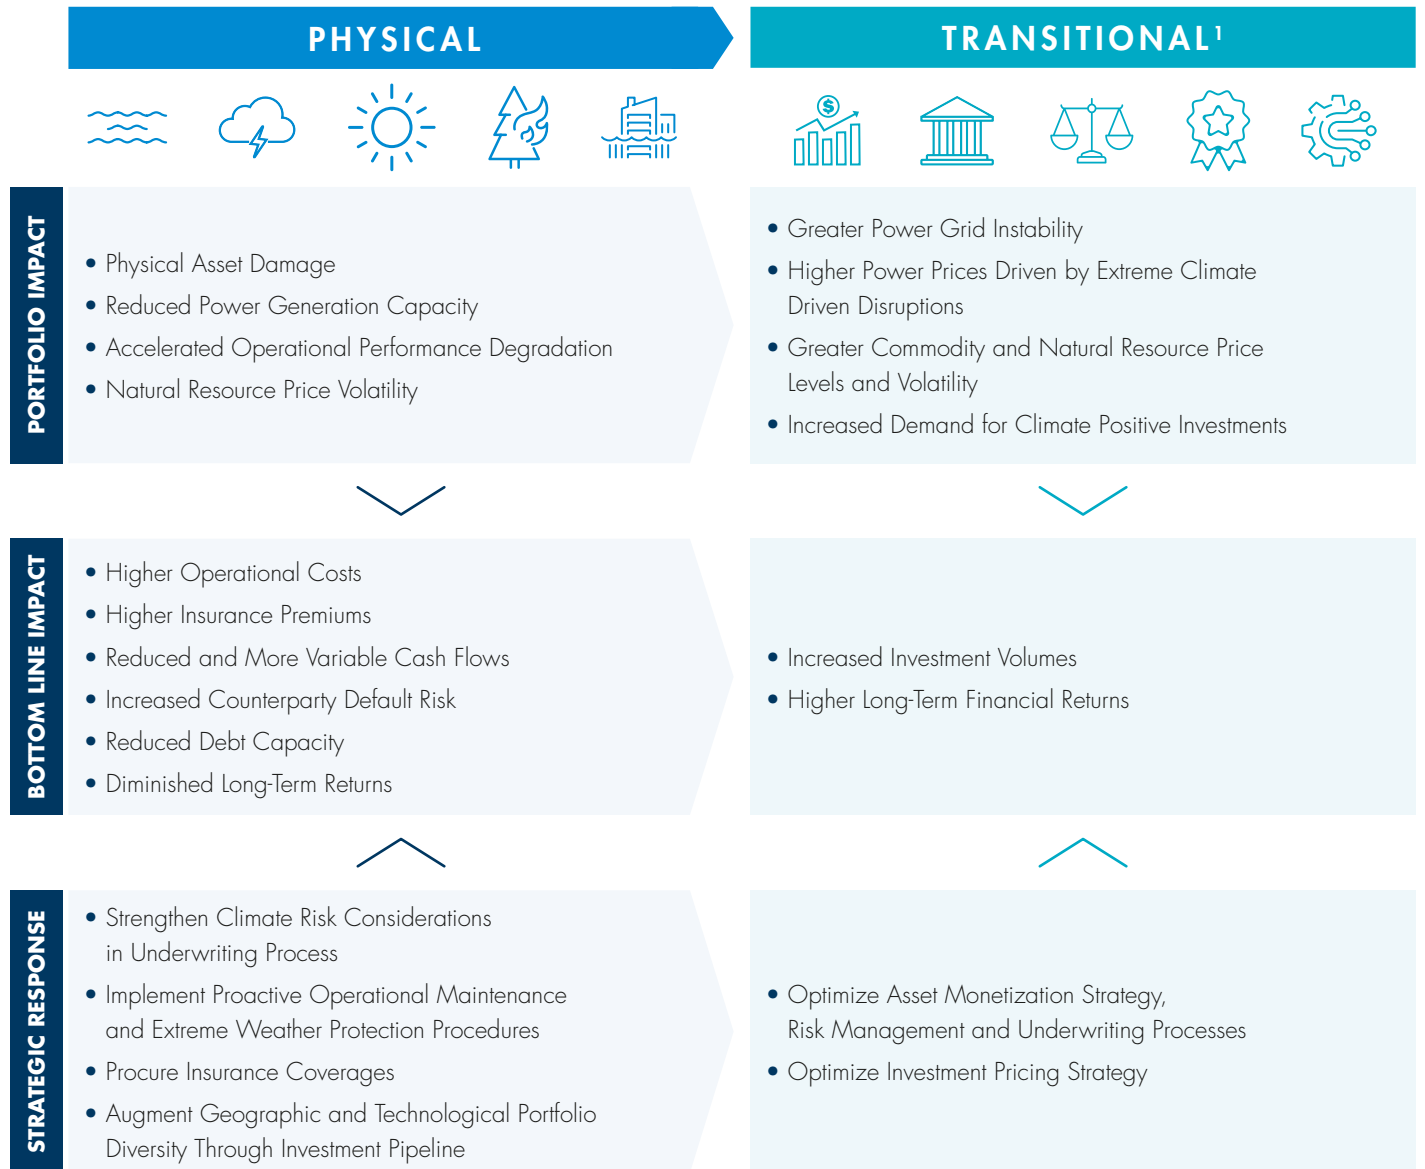 PHYSICAL
TRANSITIONAL¹
$
PORTFOLIO IMPACT
• Physical Asset Damage
• Reduced Power Generation Capacity
• Accelerated Operational Performance Degradation
• Natural Resource Price Volatility
• Greater Power Grid Instability
• Higher Power Prices Driven by Extreme Climate
Driven Disruptions
• Greater Commodity and Natural Resource Price
Levels and Volatility
• Increased Demand for Climate Positive Investments
BOTTOM LINE IMPACT
• Higher Operational Costs
• Higher Insurance Premiums
• Reduced and More Variable Cash Flows
• Increased Counterparty Default Risk
• Reduced Debt Capacity
• Diminished Long-Term Returns
• Increased Investment Volumes
• Higher Long-Term Financial Returns
STRATEGIC RESPONSE
• Strengthen Climate Risk Considerations
in Underwriting Process
• Implement Proactive Operational Maintenance
and Extreme Weather Protection Procedures
• Procure Insurance Coverages
• Augment Geographic and Technological Portfolio
Diversity Through Investment Pipeline
• Optimize Asset Monetization Strategy,
Risk Management and Underwriting Processes
• Optimize Investment Pricing Strategy